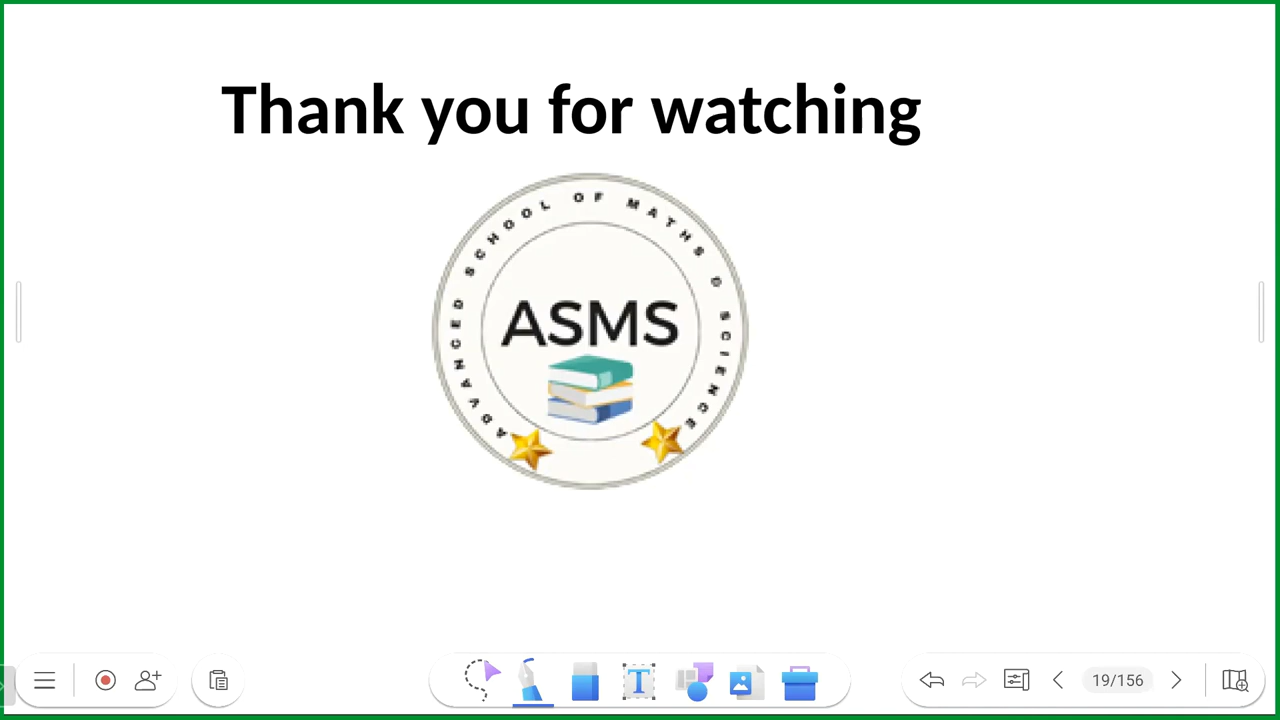 Thank you for watching
ADVANCED SCHOOL OF MATHS & SCIENCE
ASMS
T
19/156